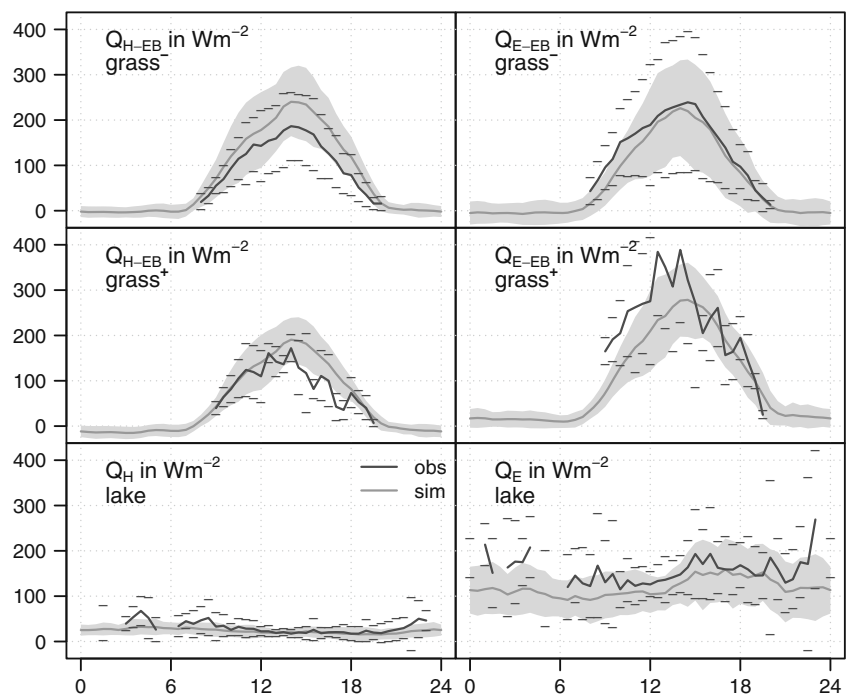 Q_H−EB in Wm⁻²
grass⁻
Q_E−EB in Wm⁻²
grass⁻
400
300
200
100
0
Q_H−EB in Wm⁻²
grass⁺
Q_E−EB in Wm⁻²
grass⁺
400
300
200
100
0
Q_H in Wm⁻²
lake
obs
sim
Q_E in Wm⁻²
lake
400
300
200
100
0
0 6 12 18 24 0 6 12 18 24